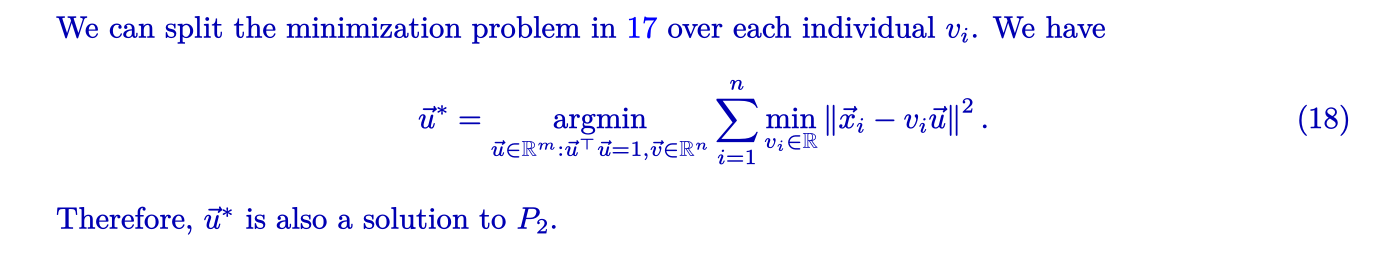 We can split the minimization problem in 17 over each individual $v_i$. We have
$$\vec{u}^* = \underset{\vec{u} \in \mathbb{R}^m : \vec{u}^\top \vec{u} = 1, \vec{v} \in \mathbb{R}^n}{\operatorname{argmin}} \sum_{i=1}^{n} \min_{v_i \in \mathbb{R}} \|\vec{x}_i - v_i \vec{u}\|^2 . \quad (18)$$
Therefore, $\vec{u}^*$ is also a solution to $P_2$.